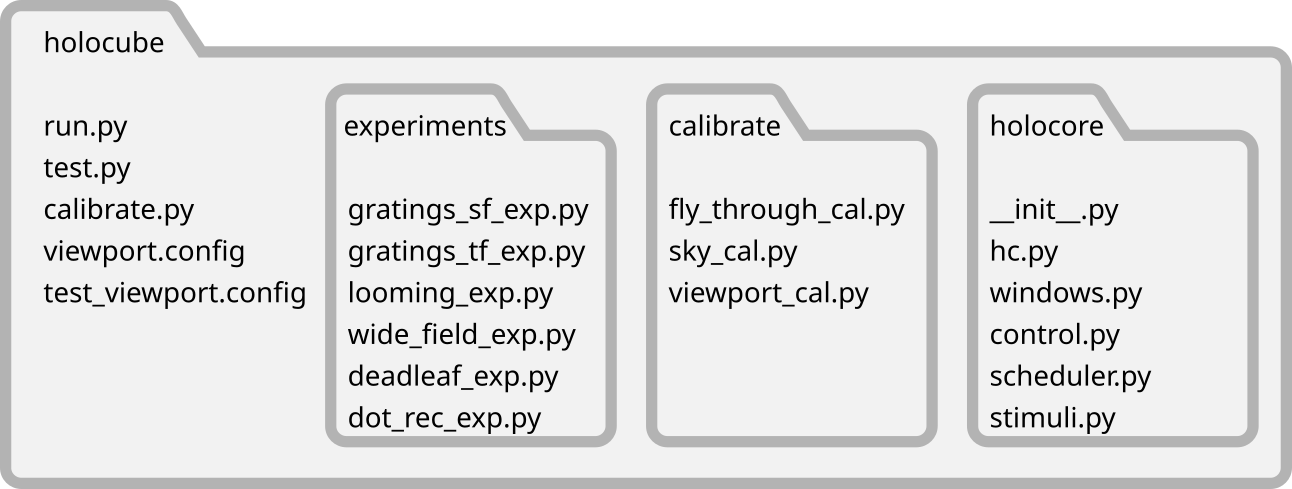 holocube
run.py
test.py
calibrate.py
viewport.config
test_viewport.config
experiments
gratings_sf_exp.py
gratings_tf_exp.py
looming_exp.py
wide_field_exp.py
deadleaf_exp.py
dot_rec_exp.py
calibrate
fly_through_cal.py
sky_cal.py
viewport_cal.py
holocore
__init__.py
hc.py
windows.py
control.py
scheduler.py
stimuli.py